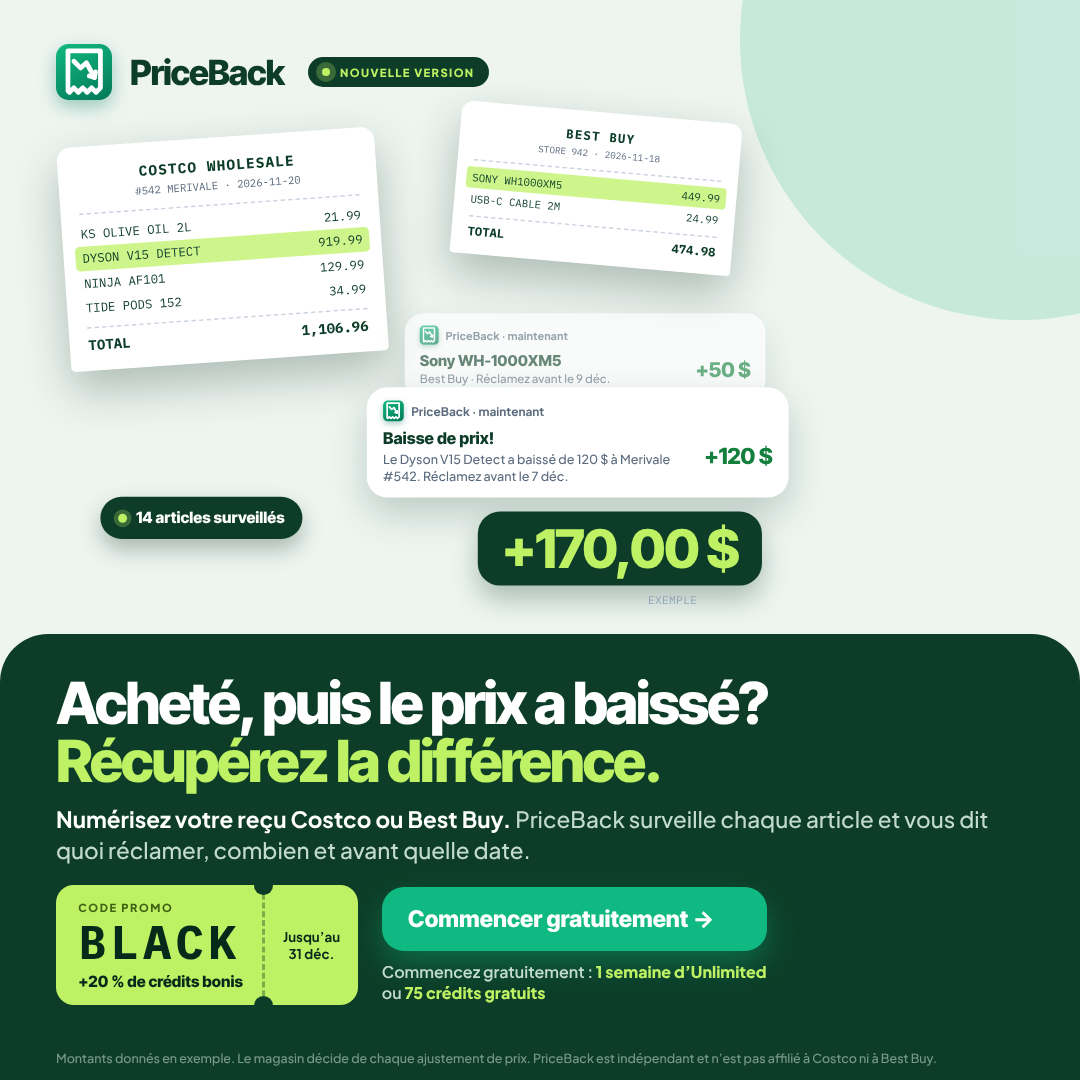 PriceBack
NOUVELLE VERSION
COSTCO WHOLESALE
#542 MERIVALE · 2026-11-20
KS OLIVE OIL 2L 21.99
DYSON V15 DETECT 919.99
NINJA AF101 129.99
TIDE PODS 152 34.99
TOTAL 1,106.96
BEST BUY
STORE 942 · 2026-11-18
SONY WH1000XM5 449.99
USB-C CABLE 2M 24.99
TOTAL 474.98
PriceBack · maintenant
Sony WH-1000XM5
+50 $
Best Buy · Réclamez avant le 9 déc.
PriceBack · maintenant
Baisse de prix!
+120 $
Le Dyson V15 Detect a baissé de 120 $ à Merivale
#542. Réclamez avant le 7 déc.
14 articles surveillés
+170,00 $
EXEMPLE
Acheté, puis le prix a baissé?
Récupérez la différence.
Numérisez votre reçu Costco ou Best Buy. PriceBack surveille chaque article et vous dit
quoi réclamer, combien et avant quelle date.
CODE PROMO
BLACK
+20 % de crédits bonis
Jusqu’au
31 déc.
Commencer gratuitement →
Commencez gratuitement : 1 semaine d’Unlimited
ou 75 crédits gratuits
Montants donnés en exemple. Le magasin décide de chaque ajustement de prix. PriceBack est indépendant et n’est pas affilié à Costco ni à Best Buy.